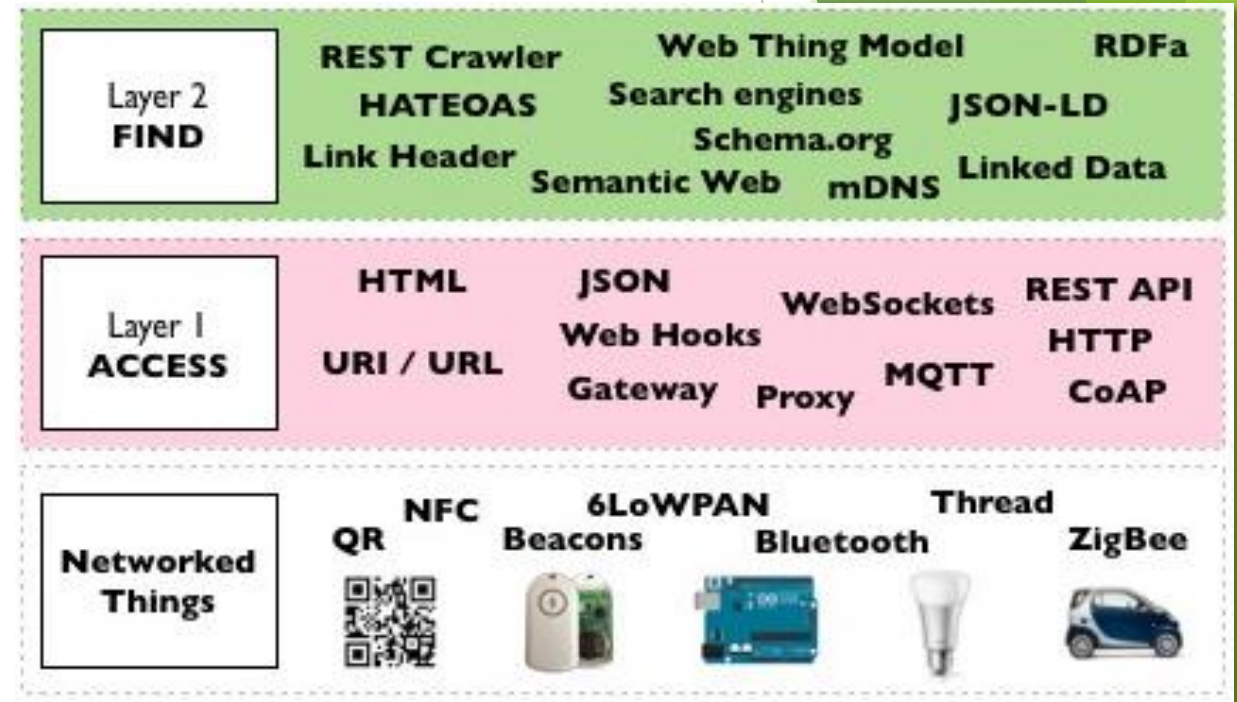 Layer 2
FIND
REST Crawler
Web Thing Model
RDFa
HATEOAS
Search engines
JSON-LD
Schema.org
Link Header
Semantic Web
mDNS
Linked Data
Layer 1
ACCESS
HTML
JSON
WebSockets
REST API
Web Hooks
HTTP
URI / URL
Gateway
Proxy
MQTT
CoAP
Networked
Things
NFC
6LoWPAN
Thread
QR
Beacons
Bluetooth
ZigBee